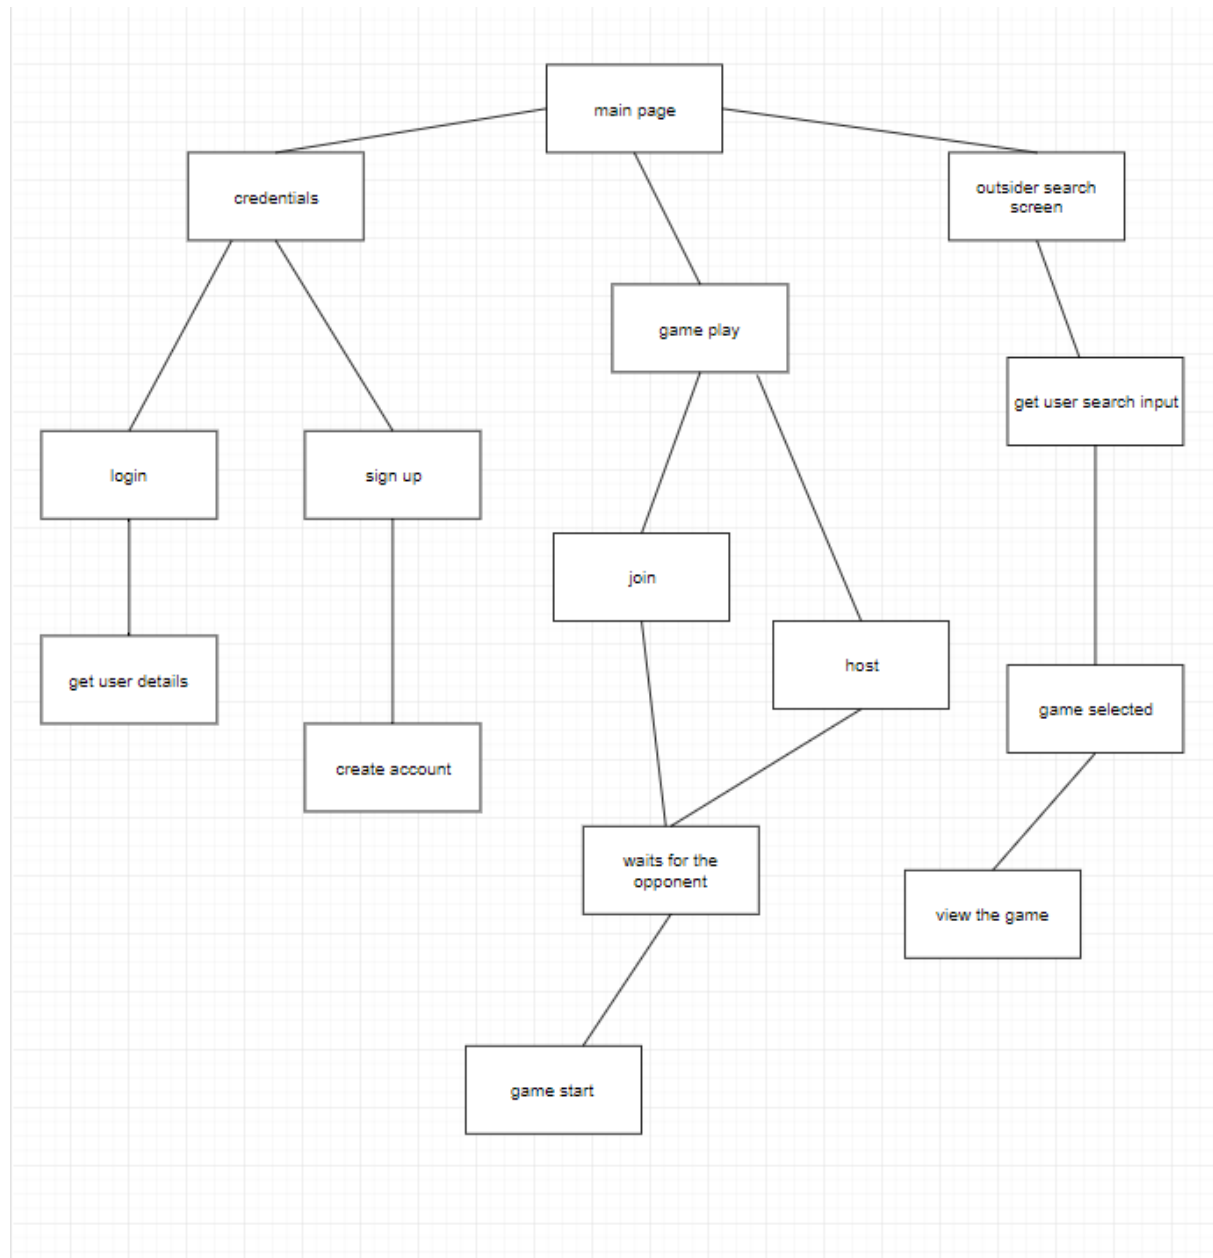 main page
credentials
outsider search
screen
game play
get user search input
login
sign up
join
host
get user details
game selected
create account
waits for the
opponent
view the game
game start